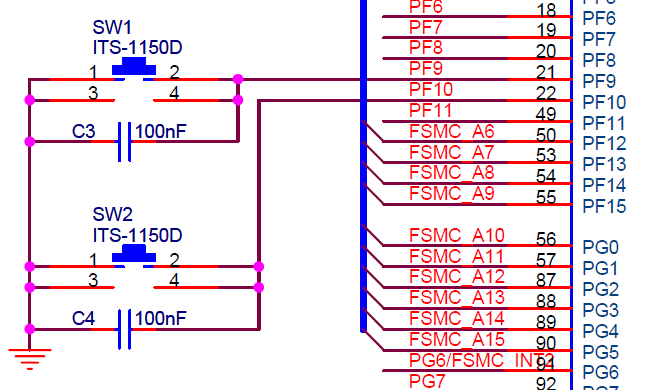 PF6 18 PF6
SW1 PF7 19 PF7
ITS-1150D PF8 20 PF8
1 2 PF9 21 PF9
3 4 PF10 22 PF10
PF11 49 PF11
C3 100nF FSMC_A6 50 PF12
FSMC_A7 53 PF13
FSMC_A8 54 PF14
FSMC_A9 55 PF15
SW2
ITS-1150D FSMC_A10 56 PG0
1 2 FSMC_A11 57 PG1
3 4 FSMC_A12 87 PG2
FSMC_A13 88 PG3
C4 100nF FSMC_A14 89 PG4
FSMC_A15 90 PG5
PG6/FSMC_INT2 91 PG6
PG7 92